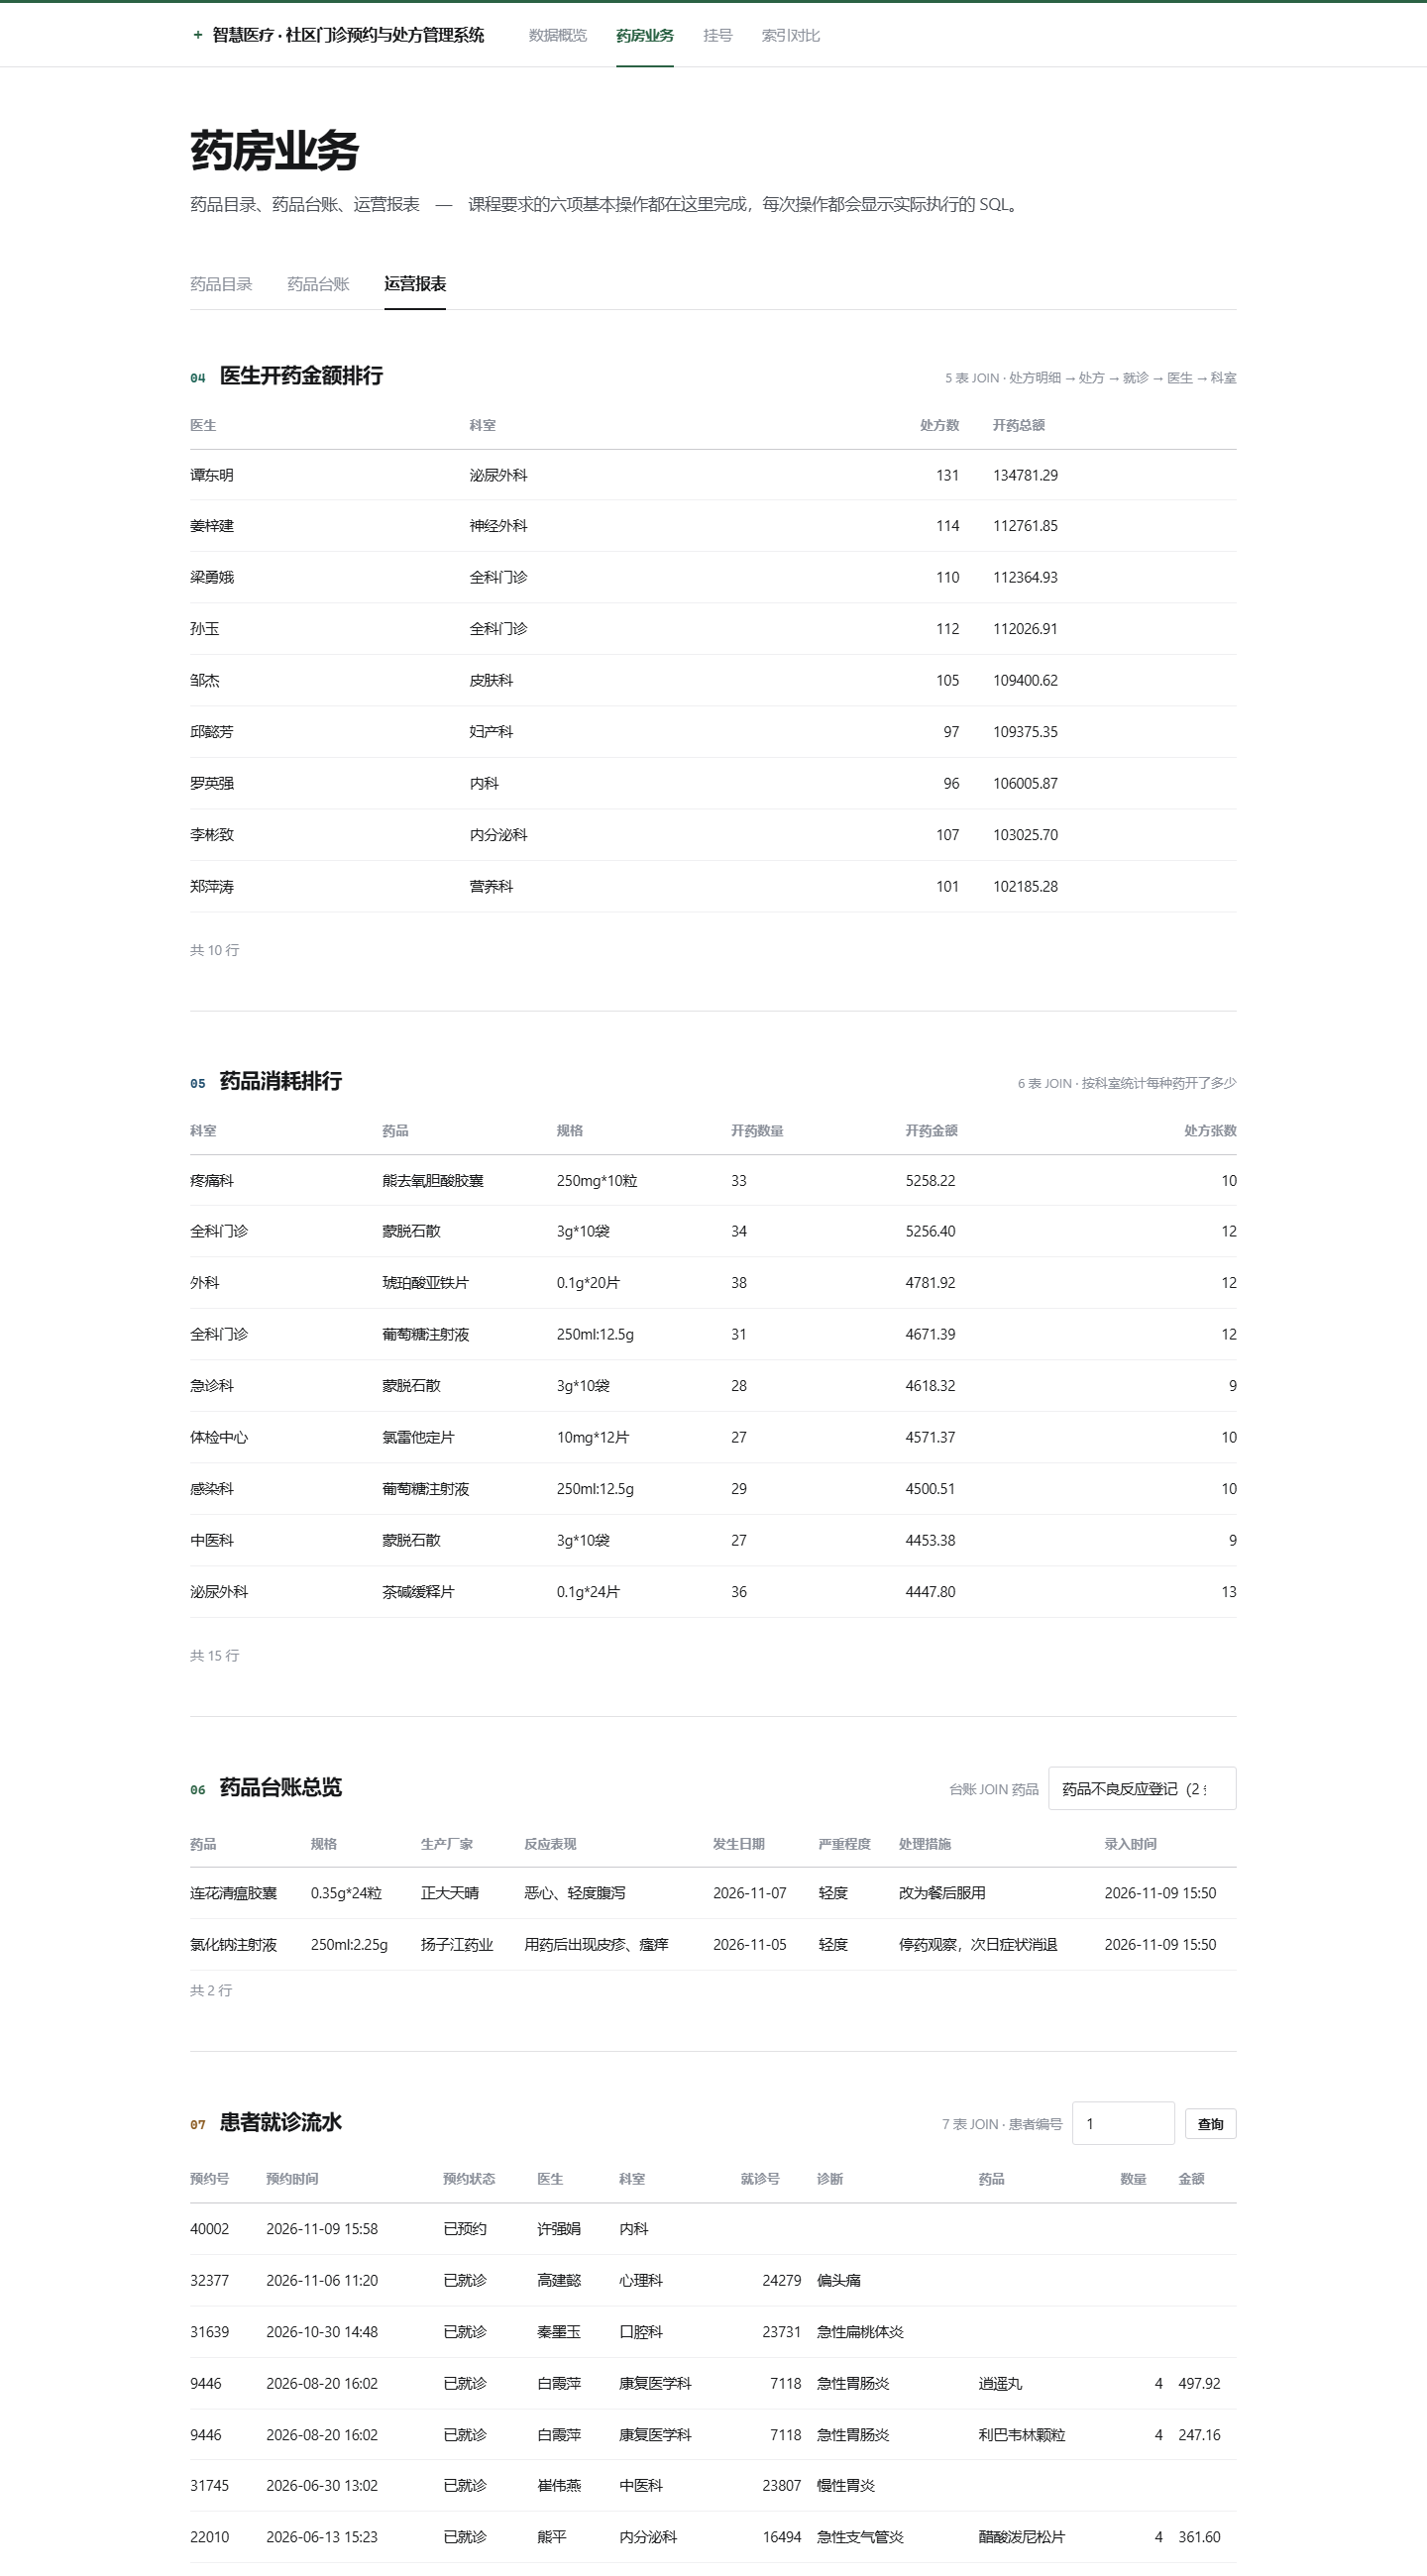 + 智慧医疗 · 社区门诊预约与处方管理系统 数据概览 药房业务 挂号 索引对比
药房业务
药品目录、药品台账、运营报表 — 课程要求的六项基本操作都在这里完成，每次操作都会显示实际执行的 SQL。
药品目录 药品台账 运营报表
04 医生开药金额排行 5 表 JOIN · 处方明细 → 处方 → 就诊 → 医生 → 科室
医生 科室 处方数 开药总额
谭东明 泌尿外科 131 134781.29
姜梓建 神经外科 114 112761.85
梁勇娥 全科门诊 110 112364.93
孙玉 全科门诊 112 112026.91
邹杰 皮肤科 105 109400.62
邱懿芳 妇产科 97 109375.35
罗英强 内科 96 106005.87
李彬致 内分泌科 107 103025.70
郑萍涛 营养科 101 102185.28
共 10 行
05 药品消耗排行 6 表 JOIN · 按科室统计每种药开了多少
科室 药品 规格 开药数量 开药金额 处方张数
疼痛科 熊去氧胆酸胶囊 250mg*10粒 33 5258.22 10
全科门诊 蒙脱石散 3g*10袋 34 5256.40 12
外科 琥珀酸亚铁片 0.1g*20片 38 4781.92 12
全科门诊 葡萄糖注射液 250ml:12.5g 31 4671.39 12
急诊科 蒙脱石散 3g*10袋 28 4618.32 9
体检中心 氯雷他定片 10mg*12片 27 4571.37 10
感染科 葡萄糖注射液 250ml:12.5g 29 4500.51 10
中医科 蒙脱石散 3g*10袋 27 4453.38 9
泌尿外科 茶碱缓释片 0.1g*24片 36 4447.80 13
共 15 行
06 药品台账总览 台账 JOIN 药品 药品不良反应登记（2
药品 规格 生产厂家 反应表现 发生日期 严重程度 处理措施 录入时间
连花清瘟胶囊 0.35g*24粒 正大天晴 恶心、轻度腹泻 2026-11-07 轻度 改为餐后服用 2026-11-09 15:50
氯化钠注射液 250ml:2.25g 扬子江药业 用药后出现皮疹、瘙痒 2026-11-05 轻度 停药观察，次日症状消退 2026-11-09 15:50
共 2 行
07 患者就诊流水 7 表 JOIN · 患者编号 1 查询
预约号 预约时间 预约状态 医生 科室 就诊号 诊断 药品 数量 金额
40002 2026-11-09 15:58 已预约 许强娟 内科
32377 2026-11-06 11:20 已就诊 高建懿 心理科 24279 偏头痛
31639 2026-10-30 14:48 已就诊 秦墨玉 口腔科 23731 急性扁桃体炎
9446 2026-08-20 16:02 已就诊 白霞萍 康复医学科 7118 急性胃肠炎 逍遥丸 4 497.92
9446 2026-08-20 16:02 已就诊 白霞萍 康复医学科 7118 急性胃肠炎 利巴韦林颗粒 4 247.16
31745 2026-06-30 13:02 已就诊 崔伟燕 中医科 23807 慢性胃炎
22010 2026-06-13 15:23 已就诊 熊平 内分泌科 16494 急性支气管炎 醋酸泼尼松片 4 361.60